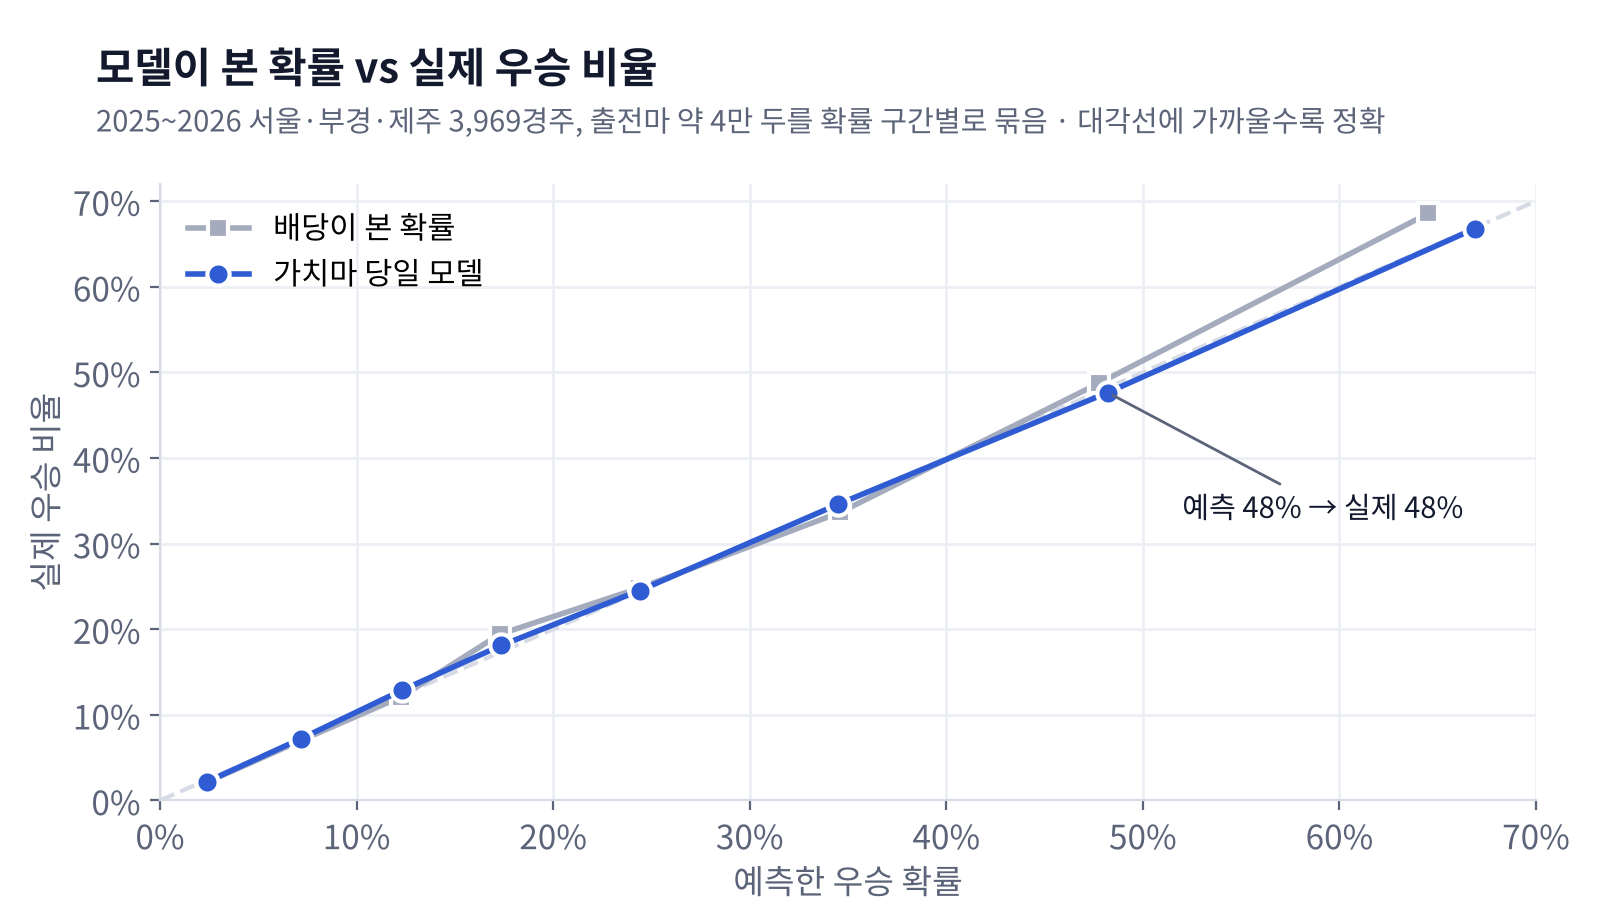 모델이 본 확률 vs 실제 우승 비율
2025~2026 서울·부경·제주 3,969경주, 출전마 약 4만 두를 확률 구간별로 묶음 · 대각선에 가까울수록 정확
배당이 본 확률
가치마 당일 모델
70%
60%
50%
40%
30%
20%
10%
0%
실제 우승 비율
예측 48% → 실제 48%
0%
10%
20%
30%
40%
50%
60%
70%
예측한 우승 확률